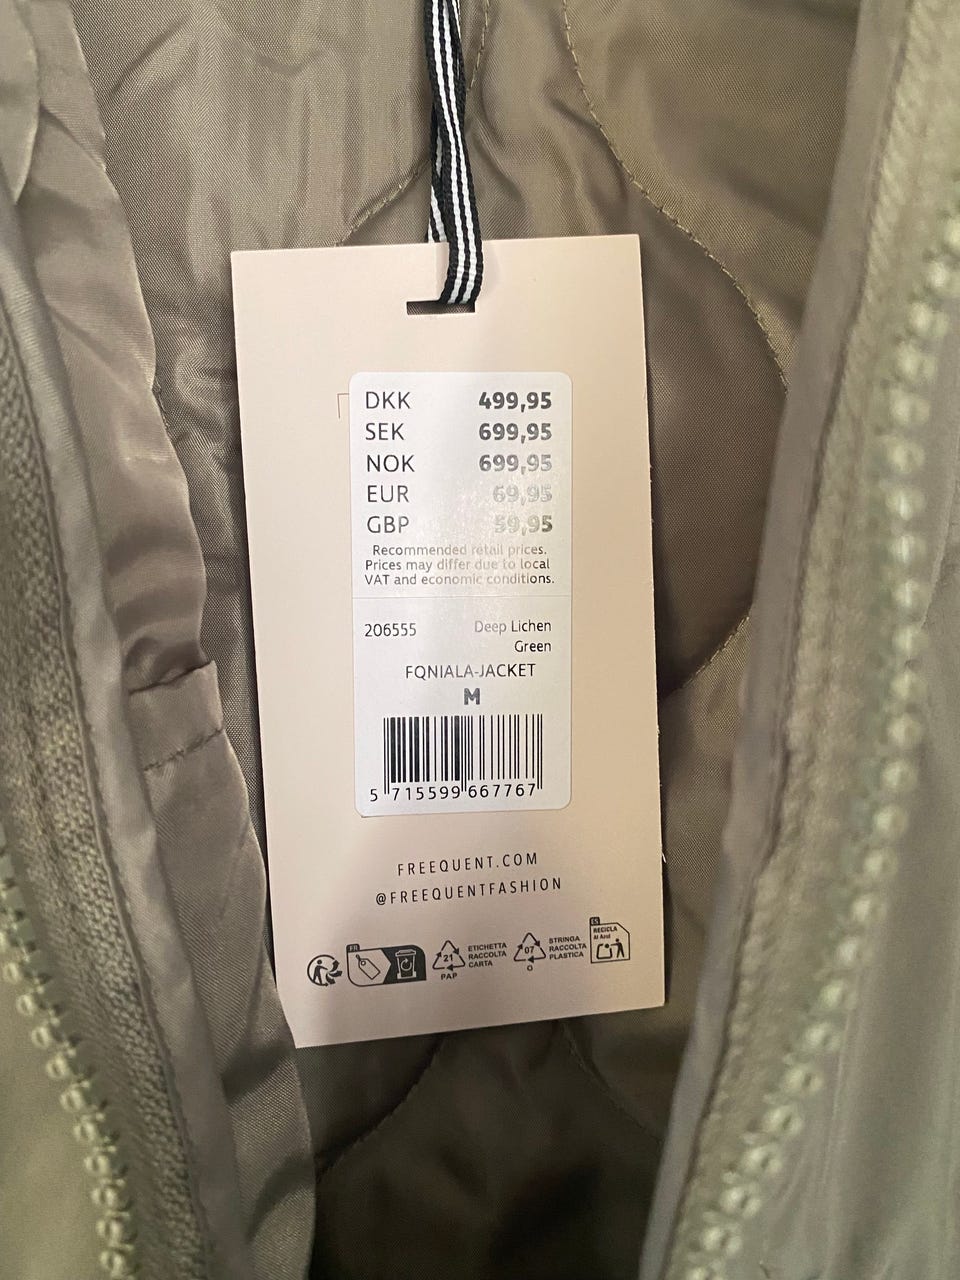 DKK 499,95
SEK 699,95
NOK 699,95
EUR 69,95
GBP 59,95
Recommended retail prices.
Prices may differ due to local
VAT and economic conditions.
206555 Deep Lichen
Green
FQNIALA-JACKET
M
5 715599 667767
FREEQUENT.COM
@FREEQUENTFASHION
FR
21
PAP
ETICHETTA
RACCOLTA
CARTA
07
O
STRINGA
RACCOLTA
PLASTICA
ES
RECICLA
Al Azul